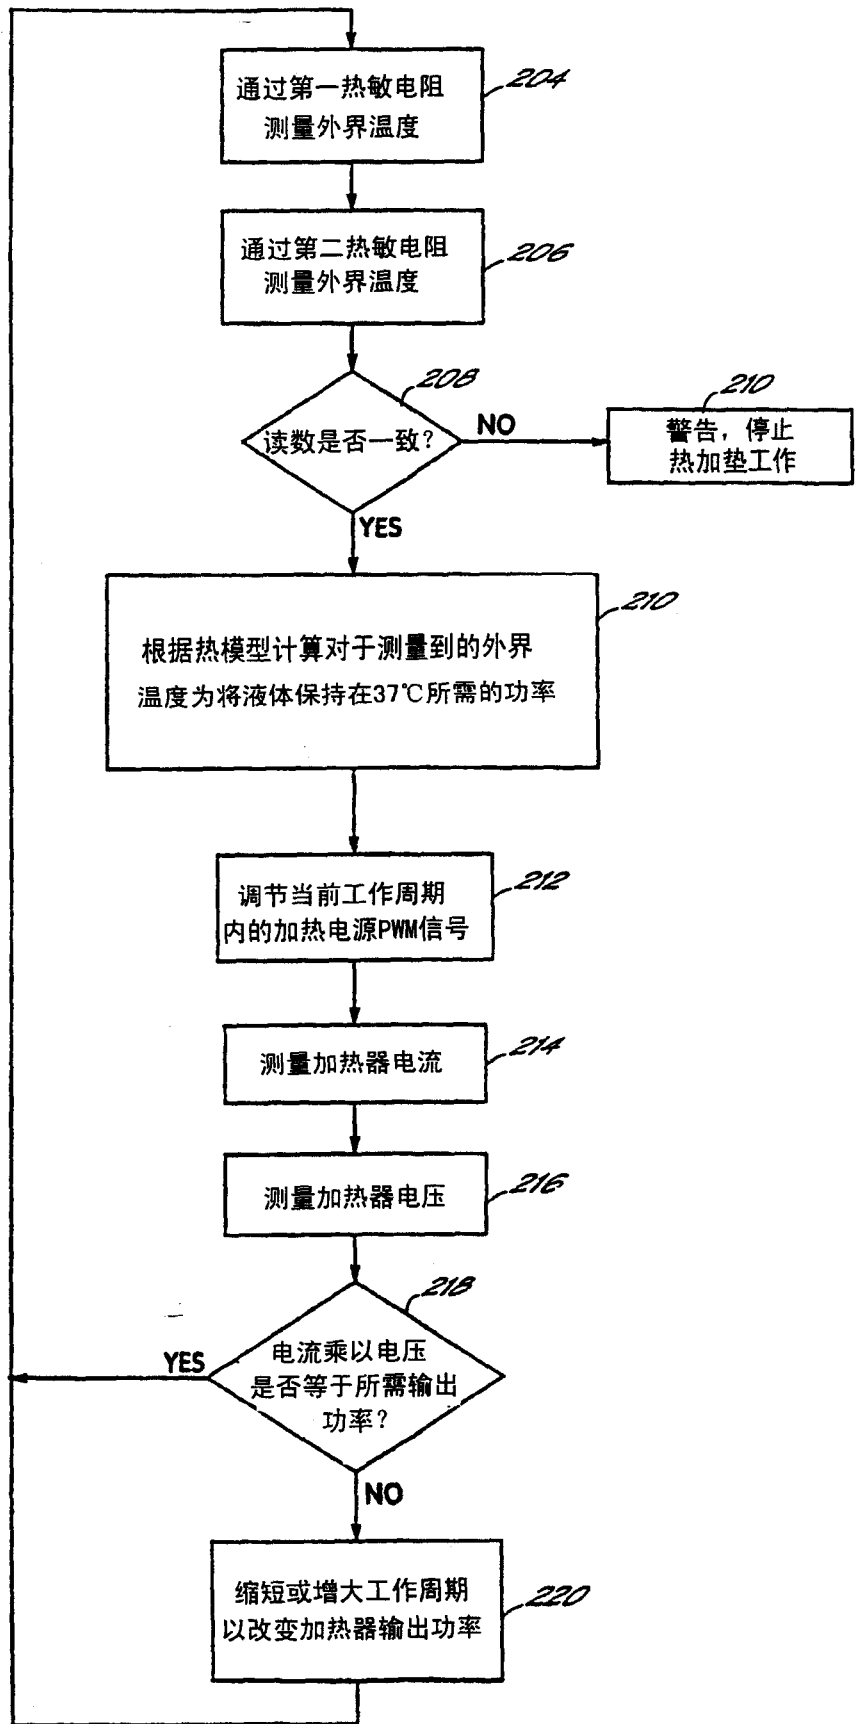 通过第一热敏电阻
测量外界温度
204
通过第二热敏电阻
测量外界温度
206
208
读数是否一致？
NO
210
警告，停止
热加垫工作
YES
210
根据热模型计算对于测量到的外界
温度为将液体保持在37℃所需的功率
212
调节当前工作周期
内的加热电源PWM信号
测量加热器电流
214
测量加热器电压
216
218
电流乘以电压
是否等于所需输出
功率？
YES
NO
缩短或增大工作周期
以改变加热器输出功率
220